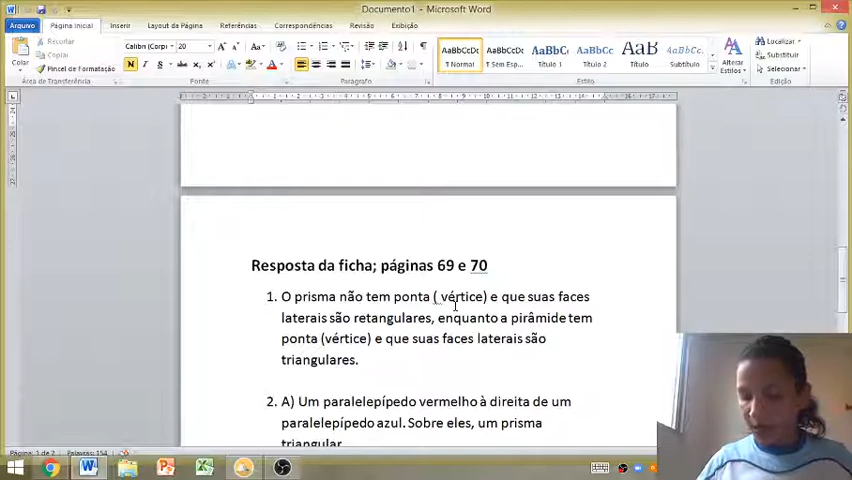 Documento1 - Microsoft Word
Arquivo Página Inicial Inserir Layout da Página Referências Correspondências Revisão Exibição
Colar
Recortar
Copiar
Pincel de Formatação
Área de Transferência
Calibri (Corp 20
N I S abc
Fonte
Parágrafo
AaBbCcDc AaBbCcDc AaBbC AaBbCc AaB AaBbCc.
T Normal T Sem Esp... Título 1 Título 2 Título Subtítulo
Estilo
Alterar
Estilos
Localizar
Substituir
Selecionar
Edição
Resposta da ficha; páginas 69 e 70
1. O prisma não tem ponta ( vértice) e que suas faces
laterais são retangulares, enquanto a pirâmide tem
ponta (vértice) e que suas faces laterais são
triangulares.
2. A) Um paralelepípedo vermelho à direita de um
paralelepípedo azul. Sobre eles, um prisma
triangular.
Página: 1 de 2 Palavras: 154